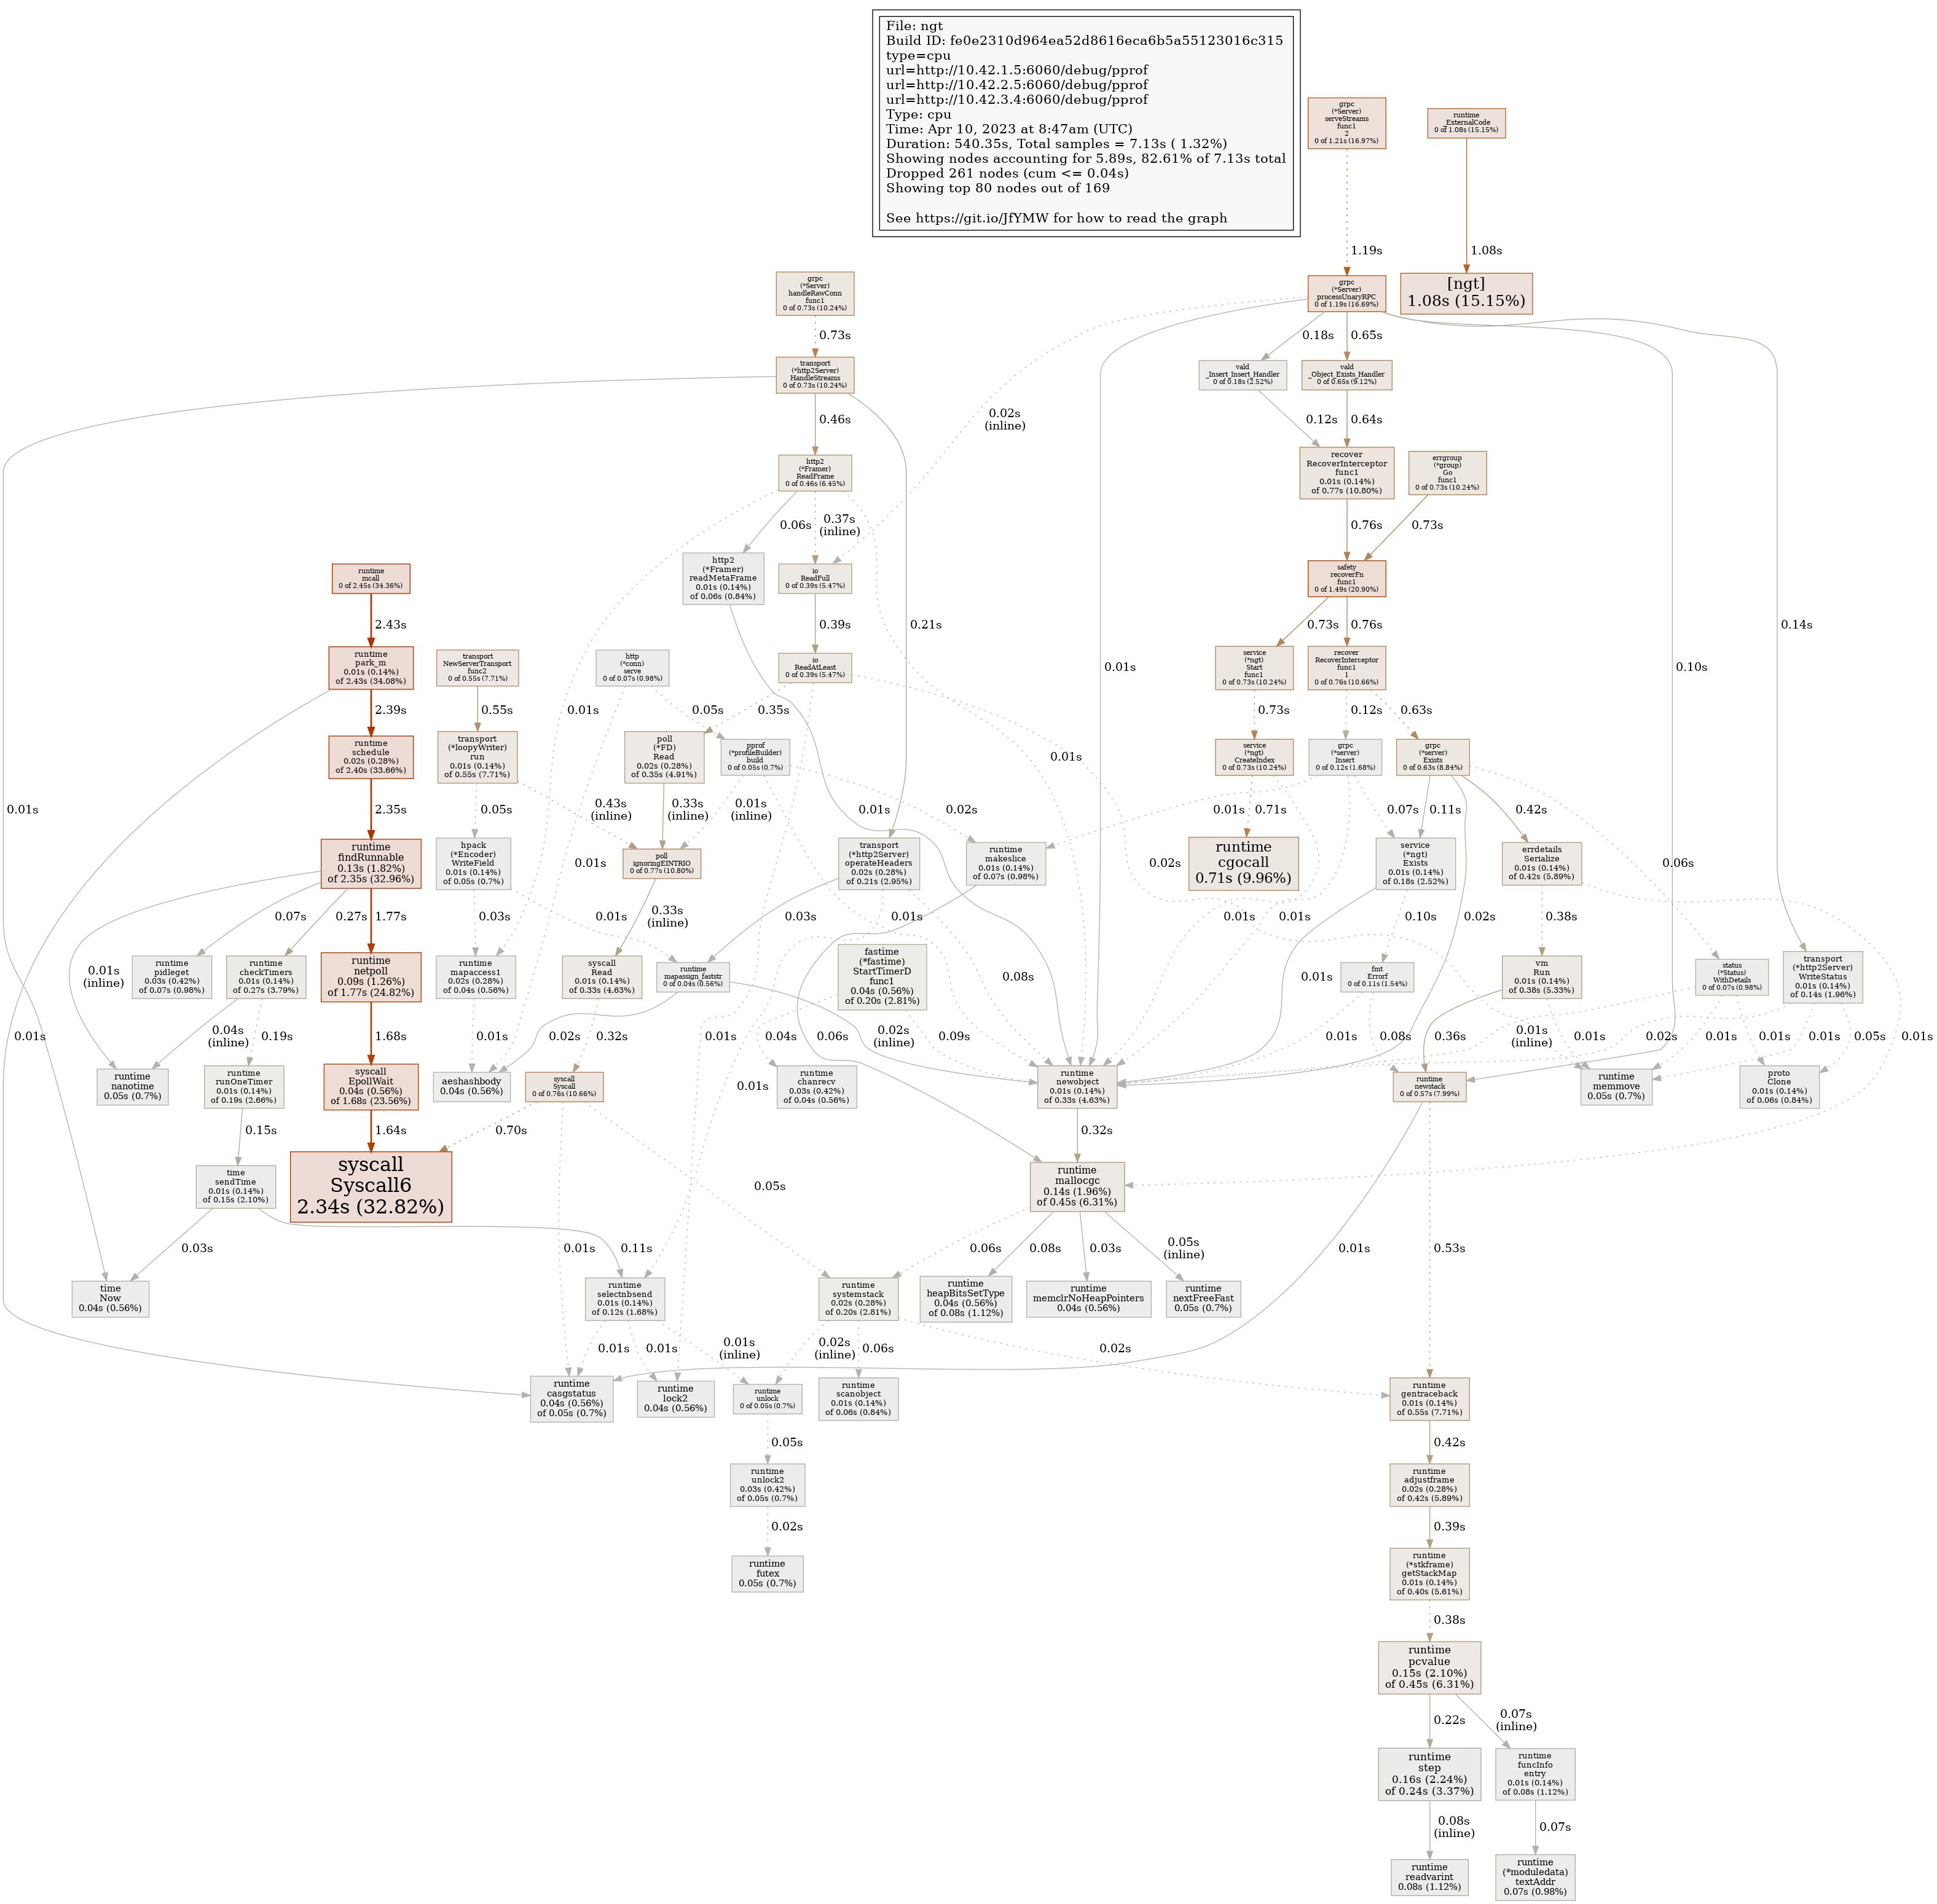 File: ngt
Build ID: fe0e2310d964ea52d8616eca6b5a55123016c315
type=cpu
url=http://10.42.1.5:6060/debug/pprof
url=http://10.42.2.5:6060/debug/pprof
url=http://10.42.3.4:6060/debug/pprof
Type: cpu
Time: Apr 10, 2023 at 8:47am (UTC)
Duration: 540.35s, Total samples = 7.13s ( 1.32%)
Showing nodes accounting for 5.89s, 82.61% of 7.13s total
Dropped 261 nodes (cum <= 0.04s)
Showing top 80 nodes out of 169
See https://git.io/JfYMW for how to read the graph
grpc
(*Server)
serveStreams
func1
2
0 of 1.21s (16.97%)
runtime
_ExternalCode
0 of 1.08s (15.15%)
1.19s
1.08s
grpc
(*Server)
handleRawConn
func1
0 of 0.73s (10.24%)
grpc
(*Server)
processUnaryRPC
0 of 1.19s (16.69%)
[ngt]
1.08s (15.15%)
0.73s
0.18s
0.65s
transport
(*http2Server)
HandleStreams
0 of 0.73s (10.24%)
vald
_Insert_Insert_Handler
0 of 0.18s (2.52%)
vald
_Object_Exists_Handler
0 of 0.65s (9.12%)
0.46s
0.02s
(inline)
0.12s
0.64s
http2
(*Framer)
ReadFrame
0 of 0.46s (6.45%)
recover
RecoverInterceptor
func1
0.01s (0.14%)
of 0.77s (10.80%)
errgroup
(*group)
Go
func1
0 of 0.73s (10.24%)
0.06s
0.37s
(inline)
0.76s
0.73s
runtime
mcall
0 of 2.45s (34.36%)
http2
(*Framer)
readMetaFrame
0.01s (0.14%)
of 0.06s (0.84%)
io
ReadFull
0 of 0.39s (5.47%)
safety
recoverFn
func1
0 of 1.49s (20.90%)
2.43s
0.39s
0.21s
0.73s
0.76s
0.14s
runtime
park_m
0.01s (0.14%)
of 2.43s (34.08%)
transport
NewServerTransport
func2
0 of 0.55s (7.71%)
http
(*conn)
serve
0 of 0.07s (0.98%)
io
ReadAtLeast
0 of 0.39s (5.47%)
0.01s
0.10s
service
(*ngt)
Start
func1
0 of 0.73s (10.24%)
recover
RecoverInterceptor
func1
1
0 of 0.76s (10.66%)
2.39s
0.55s
0.01s
0.05s
0.35s
0.73s
0.12s
0.63s
runtime
schedule
0.02s (0.28%)
of 2.40s (33.66%)
transport
(*loopyWriter)
run
0.01s (0.14%)
of 0.55s (7.71%)
poll
(*FD)
Read
0.02s (0.28%)
of 0.35s (4.91%)
pprof
(*profileBuilder)
build
0 of 0.05s (0.7%)
0.01s
service
(*ngt)
CreateIndex
0 of 0.73s (10.24%)
grpc
(*server)
Insert
0 of 0.12s (1.68%)
grpc
(*server)
Exists
0 of 0.63s (8.84%)
0.01s
2.35s
0.05s
0.43s
(inline)
0.33s
(inline)
0.01s
(inline)
0.02s
0.01s
0.71s
0.01s
0.07s
0.11s
0.42s
runtime
findRunnable
0.13s (1.82%)
of 2.35s (32.96%)
hpack
(*Encoder)
WriteField
0.01s (0.14%)
of 0.05s (0.7%)
poll
ignoringEINTRIO
0 of 0.77s (10.80%)
0.01s
transport
(*http2Server)
operateHeaders
0.02s (0.28%)
of 0.21s (2.95%)
runtime
makeslice
0.01s (0.14%)
of 0.07s (0.98%)
0.02s
runtime
cgocall
0.71s (9.96%)
service
(*ngt)
Exists
0.01s (0.14%)
of 0.18s (2.52%)
errdetails
Serialize
0.01s (0.14%)
of 0.42s (5.89%)
0.06s
0.07s
0.27s
1.77s
0.03s
0.01s
0.33s
(inline)
0.03s
0.01s
0.01s
0.01s
0.10s
0.02s
0.38s
0.01s
(inline)
runtime
pidleget
0.03s (0.42%)
of 0.07s (0.98%)
runtime
checkTimers
0.01s (0.14%)
of 0.27s (3.79%)
runtime
netpoll
0.09s (1.26%)
of 1.77s (24.82%)
runtime
mapaccess1
0.02s (0.28%)
of 0.04s (0.56%)
syscall
Read
0.01s (0.14%)
of 0.33s (4.63%)
runtime
mapassign_faststr
0 of 0.04s (0.56%)
fastime
(*fastime)
StartTimerD
func1
0.04s (0.56%)
of 0.20s (2.81%)
0.08s
0.01s
fmt
Errorf
0 of 0.11s (1.54%)
vm
Run
0.01s (0.14%)
of 0.38s (5.33%)
status
(*Status)
WithDetails
0 of 0.07s (0.98%)
transport
(*http2Server)
WriteStatus
0.01s (0.14%)
of 0.14s (1.96%)
0.01s
0.04s
(inline)
0.19s
1.68s
0.01s
0.32s
0.02s
0.01s
0.06s
0.04s
0.02s
(inline)
0.09s
0.01s
0.08s
0.36s
0.01s
0.01s
(inline)
0.02s
0.01s
0.01s
0.01s
0.05s
0.01s
runtime
nanotime
0.05s (0.7%)
runtime
runOneTimer
0.01s (0.14%)
of 0.19s (2.66%)
syscall
EpollWait
0.04s (0.56%)
of 1.68s (23.56%)
aeshashbody
0.04s (0.56%)
syscall
Syscall
0 of 0.76s (10.66%)
0.01s
runtime
chanrecv
0.03s (0.42%)
of 0.04s (0.56%)
runtime
newobject
0.01s (0.14%)
of 0.33s (4.63%)
runtime
newstack
0 of 0.57s (7.99%)
runtime
memmove
0.05s (0.7%)
proto
Clone
0.01s (0.14%)
of 0.06s (0.84%)
0.15s
1.64s
0.70s
0.32s
time
sendTime
0.01s (0.14%)
of 0.15s (2.10%)
syscall
Syscall6
2.34s (32.82%)
0.05s
runtime
mallocgc
0.14s (1.96%)
of 0.45s (6.31%)
0.03s
0.11s
0.01s
0.06s
0.08s
0.03s
0.05s
(inline)
0.01s
0.53s
time
Now
0.04s (0.56%)
runtime
selectnbsend
0.01s (0.14%)
of 0.12s (1.68%)
runtime
systemstack
0.02s (0.28%)
of 0.20s (2.81%)
runtime
heapBitsSetType
0.04s (0.56%)
of 0.08s (1.12%)
runtime
memclrNoHeapPointers
0.04s (0.56%)
runtime
nextFreeFast
0.05s (0.7%)
0.01s
0.01s
0.01s
(inline)
0.02s
(inline)
0.06s
0.02s
runtime
casgstatus
0.04s (0.56%)
of 0.05s (0.7%)
runtime
lock2
0.04s (0.56%)
runtime
unlock
0 of 0.05s (0.7%)
runtime
scanobject
0.01s (0.14%)
of 0.06s (0.84%)
runtime
gentraceback
0.01s (0.14%)
of 0.55s (7.71%)
0.05s
0.42s
runtime
unlock2
0.03s (0.42%)
of 0.05s (0.7%)
runtime
adjustframe
0.02s (0.28%)
of 0.42s (5.89%)
0.02s
0.39s
runtime
futex
0.05s (0.7%)
runtime
(*stkframe)
getStackMap
0.01s (0.14%)
of 0.40s (5.61%)
0.38s
runtime
pcvalue
0.15s (2.10%)
of 0.45s (6.31%)
0.22s
0.07s
(inline)
runtime
step
0.16s (2.24%)
of 0.24s (3.37%)
runtime
funcInfo
entry
0.01s (0.14%)
of 0.08s (1.12%)
0.08s
(inline)
0.07s
runtime
readvarint
0.08s (1.12%)
runtime
(*moduledata)
textAddr
0.07s (0.98%)